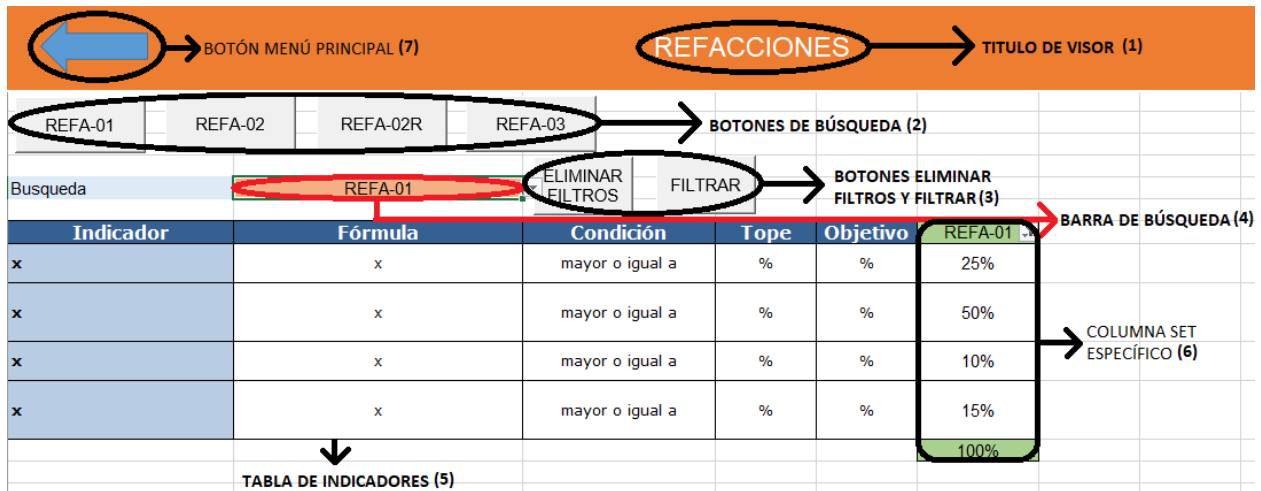 BOTÓN MENÚ PRINCIPAL (7)
REFACCIONES
TITULO DE VISOR (1)
REFA-01 REFA-02 REFA-02R REFA-03
BOTONES DE BÚSQUEDA (2)
Busqueda REFA-01
ELIMINAR
FILTROS
FILTRAR
BOTONES ELIMINAR
FILTROS Y FILTRAR (3)
BARRA DE BÚSQUEDA (4)
Indicador Fórmula Condición Tope Objetivo REFA-01
x x mayor o igual a % % 25%
x x mayor o igual a % % 50%
x x mayor o igual a % % 10%
x x mayor o igual a % % 15%
100%
COLUMNA SET
ESPECÍFICO (6)
TABLA DE INDICADORES (5)